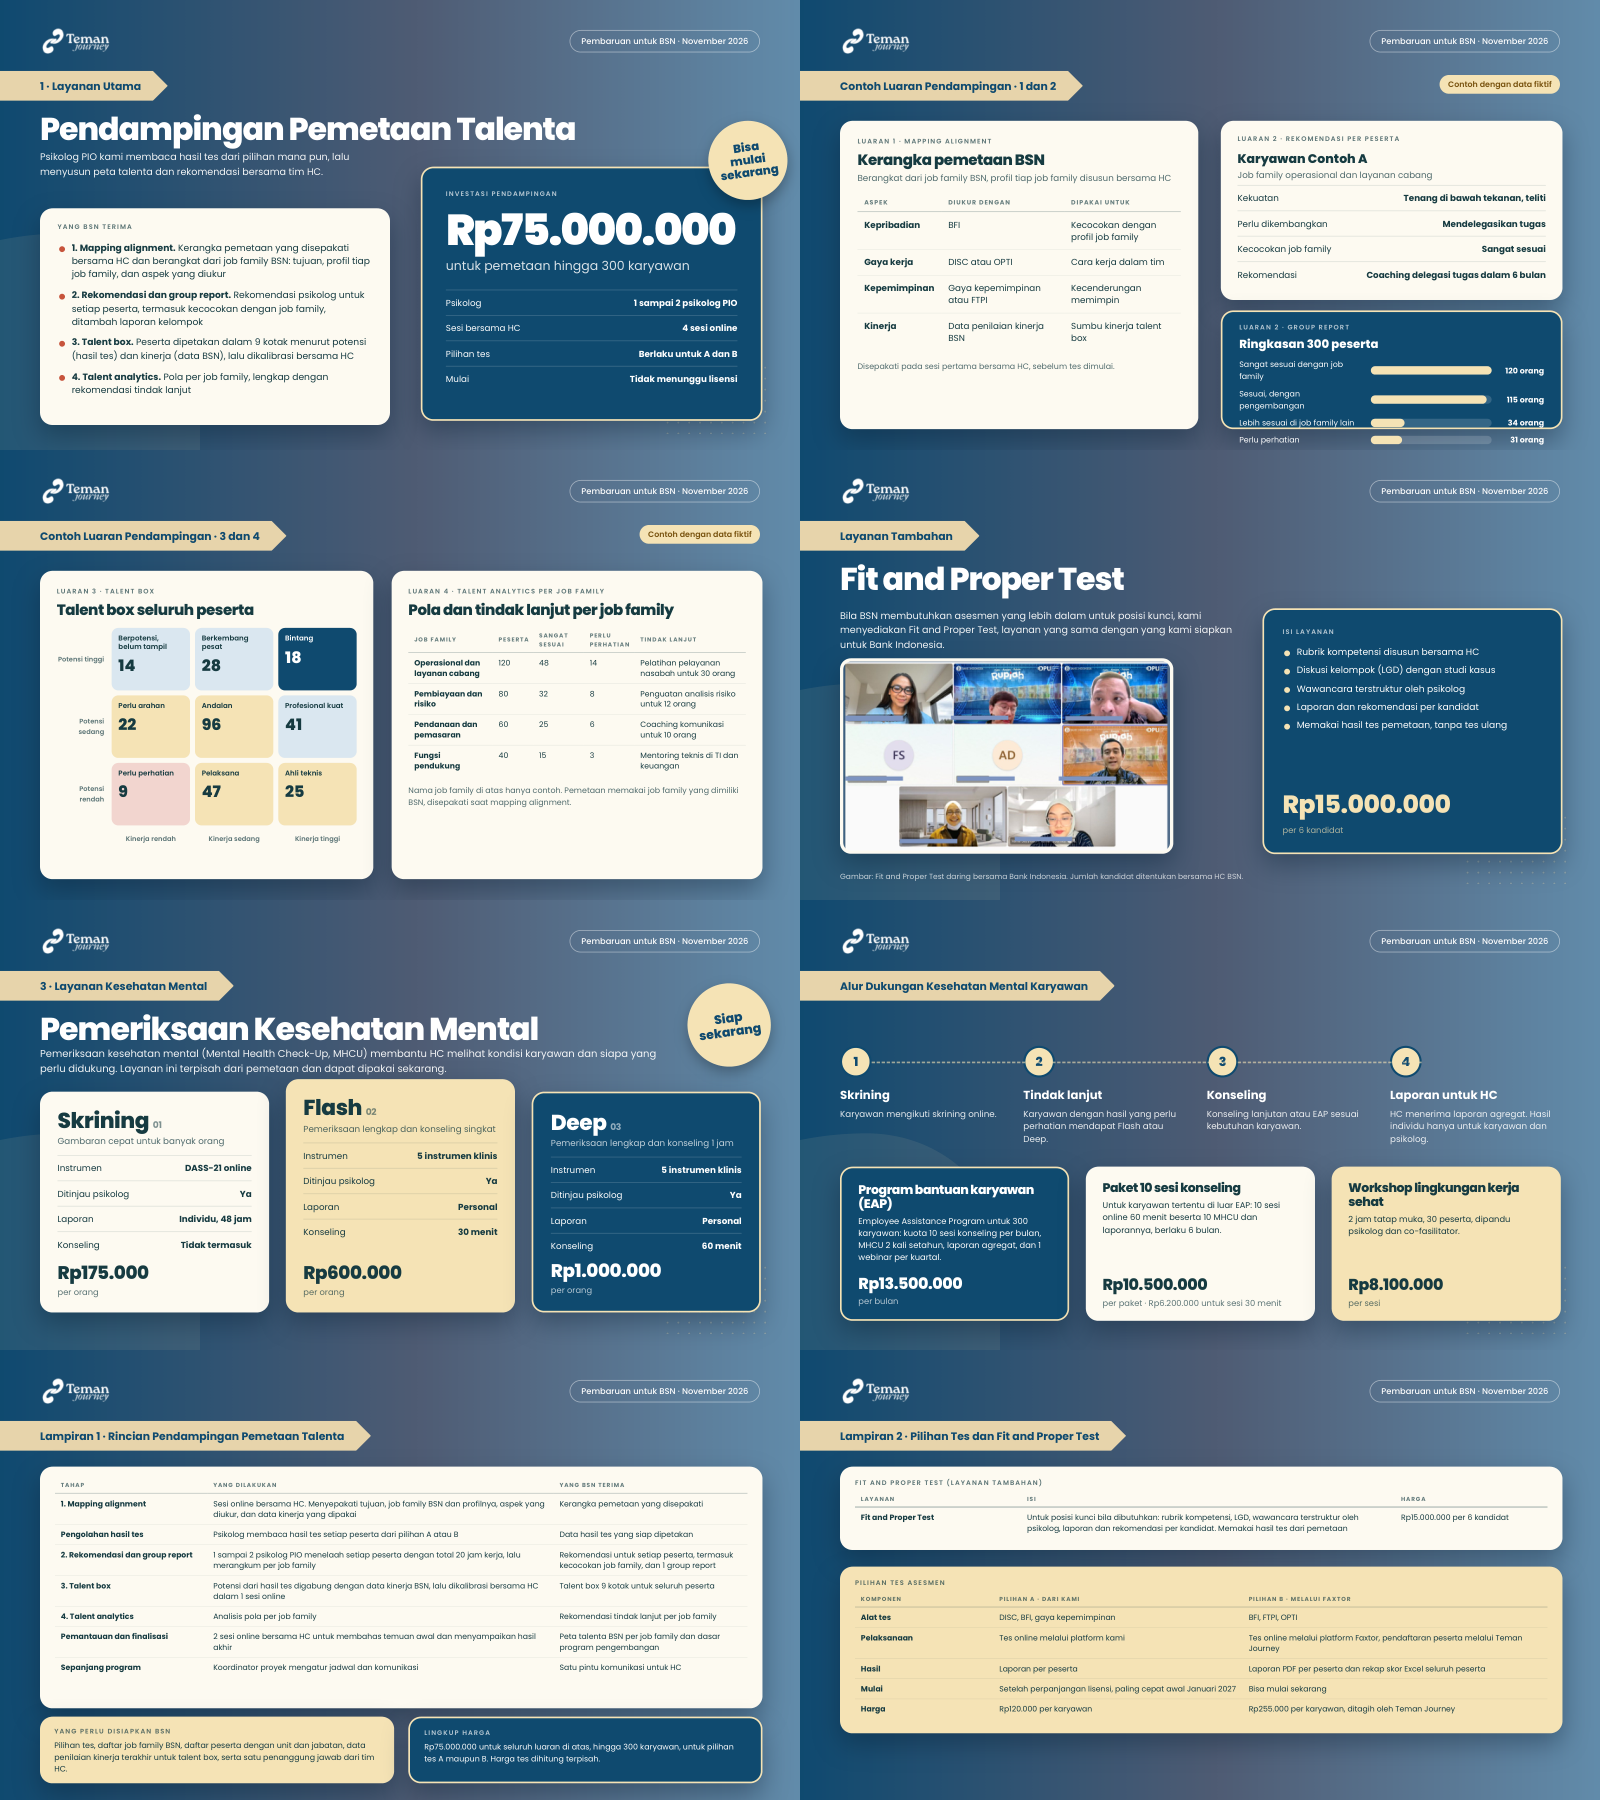 Teman
Journey
Pembaruan untuk BSN · November 2026
1 · Layanan Utama
Pendampingan Pemetaan Talenta
Psikolog PIO kami membaca hasil tes dari pilihan mana pun, lalu
menyusun peta talenta dan rekomendasi bersama tim HC.
Bisa
mulai
sekarang
YANG BSN TERIMA
1. Mapping alignment. Kerangka pemetaan yang disepakati
bersama HC dan berangkat dari job family BSN: tujuan, profil tiap
job family, dan aspek yang diukur
2. Rekomendasi dan group report. Rekomendasi psikolog untuk
setiap peserta, termasuk kecocokan dengan job family,
ditambah laporan kelompok
3. Talent box. Peserta dipetakan dalam 9 kotak menurut potensi
(hasil tes) dan kinerja (data BSN), lalu dikalibrasi bersama HC
4. Talent analytics. Pola per job family, lengkap dengan
rekomendasi tindak lanjut
INVESTASI PENDAMPINGAN
Rp75.000.000
untuk pemetaan hingga 300 karyawan
Psikolog 1 sampai 2 psikolog PIO
Sesi bersama HC 4 sesi online
Pilihan tes Berlaku untuk A dan B
Mulai Tidak menunggu lisensi
Teman
Journey
Pembaruan untuk BSN · November 2026
Contoh Luaran Pendampingan · 1 dan 2
Contoh dengan data fiktif
LUARAN 1 · MAPPING ALIGNMENT
Kerangka pemetaan BSN
Berangkat dari job family BSN, profil tiap job family disusun bersama HC
ASPEK DIUKUR DENGAN DIPAKAI UNTUK
Kepribadian BFI Kecocokan dengan
profil job family
Gaya kerja DISC atau OPTI Cara kerja dalam tim
Kepemimpinan Gaya kepemimpinan Kecenderungan
atau FTPI memimpin
Kinerja Data penilaian kinerja Sumbu kinerja talent
BSN box
Disepakati pada sesi pertama bersama HC, sebelum tes dimulai.
LUARAN 2 · REKOMENDASI PER PESERTA
Karyawan Contoh A
Job family operasional dan layanan cabang
Kekuatan Tenang di bawah tekanan, teliti
Perlu dikembangkan Mendelegasikan tugas
Kecocokan job family Sangat sesuai
Rekomendasi Coaching delegasi tugas dalam 6 bulan
LUARAN 2 · GROUP REPORT
Ringkasan 300 peserta
Sangat sesuai dengan job
family 120 orang
Sesuai, dengan
pengembangan 115 orang
Lebih sesuai di job family lain 34 orang
Perlu perhatian 31 orang
Teman
Journey
Pembaruan untuk BSN · November 2026
Contoh Luaran Pendampingan · 3 dan 4
Contoh dengan data fiktif
LUARAN 3 · TALENT BOX
Talent box seluruh peserta
Potensi tinggi
Berpotensi,
belum tampil
14
Berkembang
pesat
28
Bintang
18
Potensi
sedang
Perlu arahan
22
Andalan
96
Profesional kuat
41
Potensi
rendah
Perlu perhatian
9
Pelaksana
47
Ahli teknis
25
Kinerja rendah Kinerja sedang Kinerja tinggi
LUARAN 4 · TALENT ANALYTICS PER JOB FAMILY
Pola dan tindak lanjut per job family
JOB FAMILY PESERTA SANGAT SESUAI PERLU PERHATIAN TINDAK LANJUT
Operasional dan 120 48 14 Pelatihan pelayanan
layanan cabang nasabah untuk 30 orang
Pembiayaan dan 80 32 8 Penguatan analisis risiko
risiko untuk 12 orang
Pendanaan dan 60 25 6 Coaching komunikasi
pemasaran untuk 10 orang
Fungsi 40 15 3 Mentoring teknis di TI dan
pendukung keuangan
Nama job family di atas hanya contoh. Pemetaan memakai job family yang dimiliki
BSN, disepakati saat mapping alignment.
Teman
Journey
Pembaruan untuk BSN · November 2026
Layanan Tambahan
Fit and Proper Test
Bila BSN membutuhkan asesmen yang lebih dalam untuk posisi kunci, kami
menyediakan Fit and Proper Test, layanan yang sama dengan yang kami siapkan
untuk Bank Indonesia.
FS
AD
Gambar: Fit and Proper Test daring bersama Bank Indonesia. Jumlah kandidat ditentukan bersama HC BSN.
ISI LAYANAN
Rubrik kompetensi disusun bersama HC
Diskusi kelompok (LGD) dengan studi kasus
Wawancara terstruktur oleh psikolog
Laporan dan rekomendasi per kandidat
Memakai hasil tes pemetaan, tanpa tes ulang
Rp15.000.000
per 6 kandidat
Teman
Journey
Pembaruan untuk BSN · November 2026
3 · Layanan Kesehatan Mental
Pemeriksaan Kesehatan Mental
Pemeriksaan kesehatan mental (Mental Health Check-Up, MHCU) membantu HC melihat kondisi karyawan dan siapa yang
perlu didukung. Layanan ini terpisah dari pemetaan dan dapat dipakai sekarang.
Siap
sekarang
Skrining 01
Gambaran cepat untuk banyak orang
Instrumen DASS-21 online
Ditinjau psikolog Ya
Laporan Individu, 48 jam
Konseling Tidak termasuk
Rp175.000
per orang
Flash 02
Pemeriksaan lengkap dan konseling singkat
Instrumen 5 instrumen klinis
Ditinjau psikolog Ya
Laporan Personal
Konseling 30 menit
Rp600.000
per orang
Deep 03
Pemeriksaan lengkap dan konseling 1 jam
Instrumen 5 instrumen klinis
Ditinjau psikolog Ya
Laporan Personal
Konseling 60 menit
Rp1.000.000
per orang
Teman
Journey
Pembaruan untuk BSN · November 2026
Alur Dukungan Kesehatan Mental Karyawan
1
Skrining
Karyawan mengikuti skrining online.
2
Tindak lanjut
Karyawan dengan hasil yang perlu
perhatian mendapat Flash atau
Deep.
3
Konseling
Konseling lanjutan atau EAP sesuai
kebutuhan karyawan.
4
Laporan untuk HC
HC menerima laporan agregat. Hasil
individu hanya untuk karyawan dan
psikolog.
Program bantuan karyawan
(EAP)
Employee Assistance Program untuk 300
karyawan: kuota 10 sesi konseling per bulan,
MHCU 2 kali setahun, laporan agregat, dan 1
webinar per kuartal.
Rp13.500.000
per bulan
Paket 10 sesi konseling
Untuk karyawan tertentu di luar EAP: 10 sesi
online 60 menit beserta 10 MHCU dan
laporannya, berlaku 6 bulan.
Rp10.500.000
per paket · Rp6.200.000 untuk sesi 30 menit
Workshop lingkungan kerja
sehat
2 jam tatap muka, 30 peserta, dipandu
psikolog dan co-fasilitator.
Rp8.100.000
per sesi
Teman
Journey
Pembaruan untuk BSN · November 2026
Lampiran 1 · Rincian Pendampingan Pemetaan Talenta
TAHAP YANG DILAKUKAN YANG BSN TERIMA
1. Mapping alignment Sesi online bersama HC. Menyepakati tujuan, job family BSN dan profilnya, aspek yang Kerangka pemetaan yang disepakati
diukur, dan data kinerja yang dipakai
Pengolahan hasil tes Psikolog membaca hasil tes setiap peserta dari pilihan A atau B Data hasil tes yang siap dipetakan
2. Rekomendasi dan group report 1 sampai 2 psikolog PIO menelaah setiap peserta dengan total 20 jam kerja, lalu Rekomendasi untuk setiap peserta, termasuk
merangkum per job family kecocokan job family, dan 1 group report
3. Talent box Potensi dari hasil tes digabung dengan data kinerja BSN, lalu dikalibrasi bersama HC Talent box 9 kotak untuk seluruh peserta
dalam 1 sesi online
4. Talent analytics Analisis pola per job family Rekomendasi tindak lanjut per job family
Pemantauan dan finalisasi 2 sesi online bersama HC untuk membahas temuan awal dan menyampaikan hasil Peta talenta BSN per job family dan dasar
akhir program pengembangan
Sepanjang program Koordinator proyek mengatur jadwal dan komunikasi Satu pintu komunikasi untuk HC
YANG PERLU DISIAPKAN BSN
Pilihan tes, daftar job family BSN, daftar peserta dengan unit dan jabatan, data
penilaian kinerja terakhir untuk talent box, serta satu penanggung jawab dari tim
HC.
LINGKUP HARGA
Rp75.000.000 untuk seluruh luaran di atas, hingga 300 karyawan, untuk pilihan
tes A maupun B. Harga tes dihitung terpisah.
Teman
Journey
Pembaruan untuk BSN · November 2026
Lampiran 2 · Pilihan Tes dan Fit and Proper Test
FIT AND PROPER TEST (LAYANAN TAMBAHAN)
LAYANAN ISI HARGA
Fit and Proper Test Untuk posisi kunci bila dibutuhkan: rubrik kompetensi, LGD, wawancara terstruktur oleh Rp15.000.000 per 6 kandidat
psikolog, laporan dan rekomendasi per kandidat. Memakai hasil tes dari pemetaan
PILIHAN TES ASESMEN
KOMPONEN PILIHAN A · DARI KAMI PILIHAN B · MELALUI FAXTOR
Alat tes DISC, BFI, gaya kepemimpinan BFI, FTPI, OPTI
Pelaksanaan Tes online melalui platform kami Tes online melalui platform Faxtor, pendaftaran peserta melalui Teman
Journey
Hasil Laporan per peserta Laporan PDF per peserta dan rekap skor Excel seluruh peserta
Mulai Setelah perpanjangan lisensi, paling cepat awal Januari 2027 Bisa mulai sekarang
Harga Rp120.000 per karyawan Rp255.000 per karyawan, ditagih oleh Teman Journey